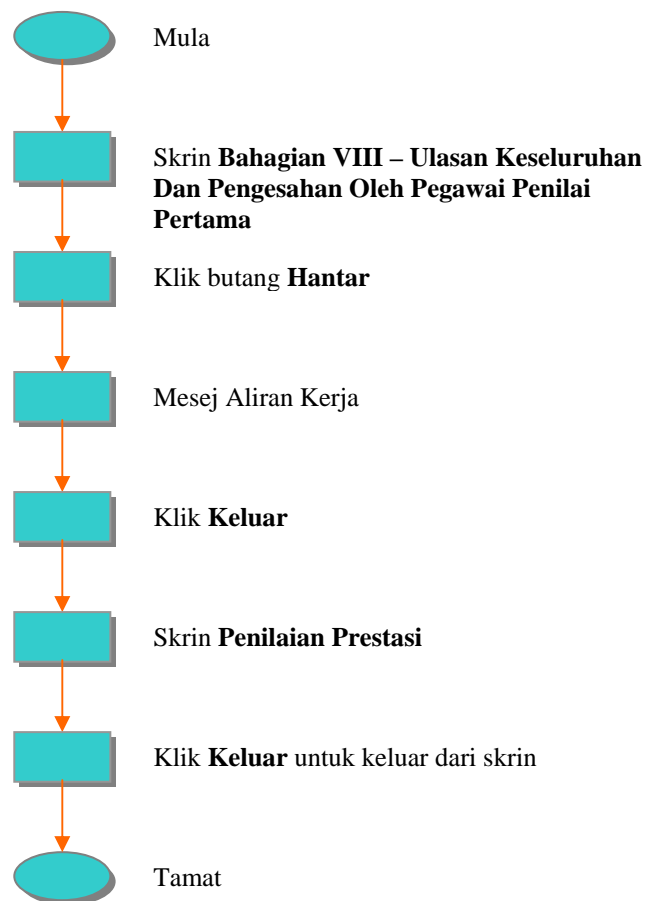 Mula
Skrin Bahagian VIII – Ulasan Keseluruhan
Dan Pengesahan Oleh Pegawai Penilai
Pertama
Klik butang Hantar
Mesej Aliran Kerja
Klik Keluar
Skrin Penilaian Prestasi
Klik Keluar untuk keluar dari skrin
Tamat